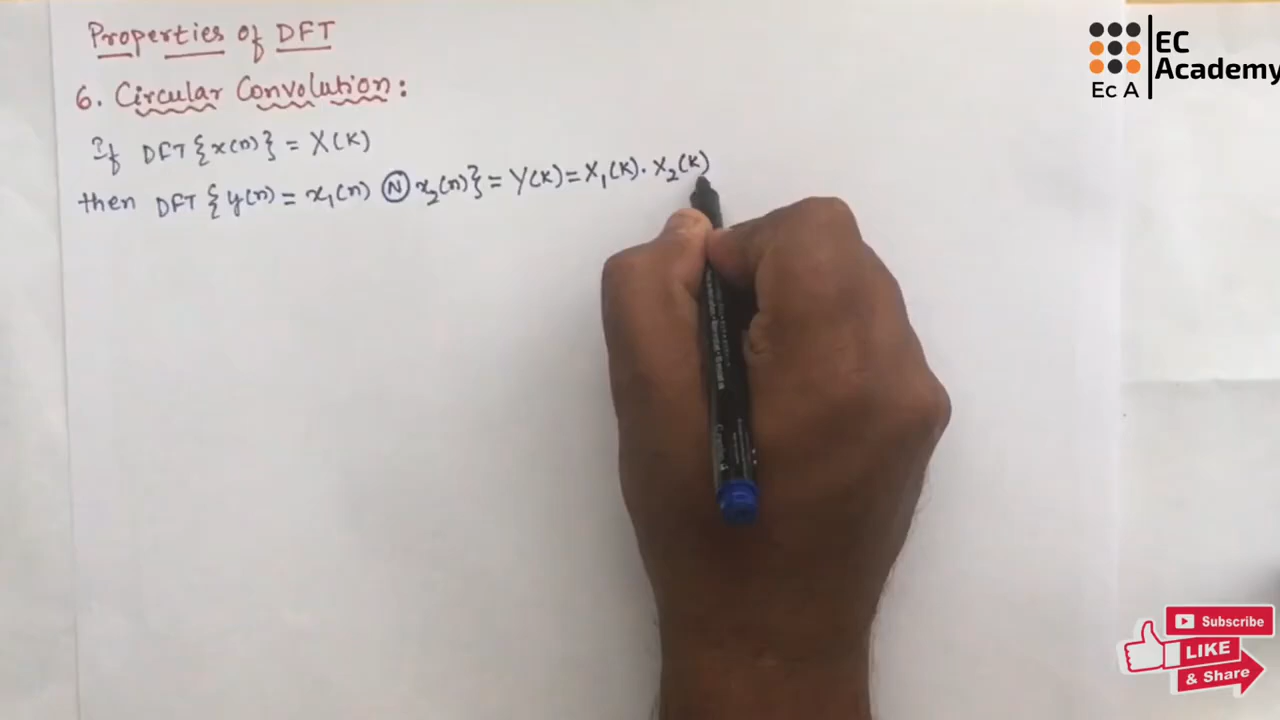 Properties of DFT
6. Circular Convolution:
If DFT {x(n)} = X(K)
then DFT {y(n) = x₁(n) Ⓝ x₂(n)} = Y(K) = X₁(K) . X₂(K)
EC
Academy
Ec A
Subscribe
LIKE
& Share